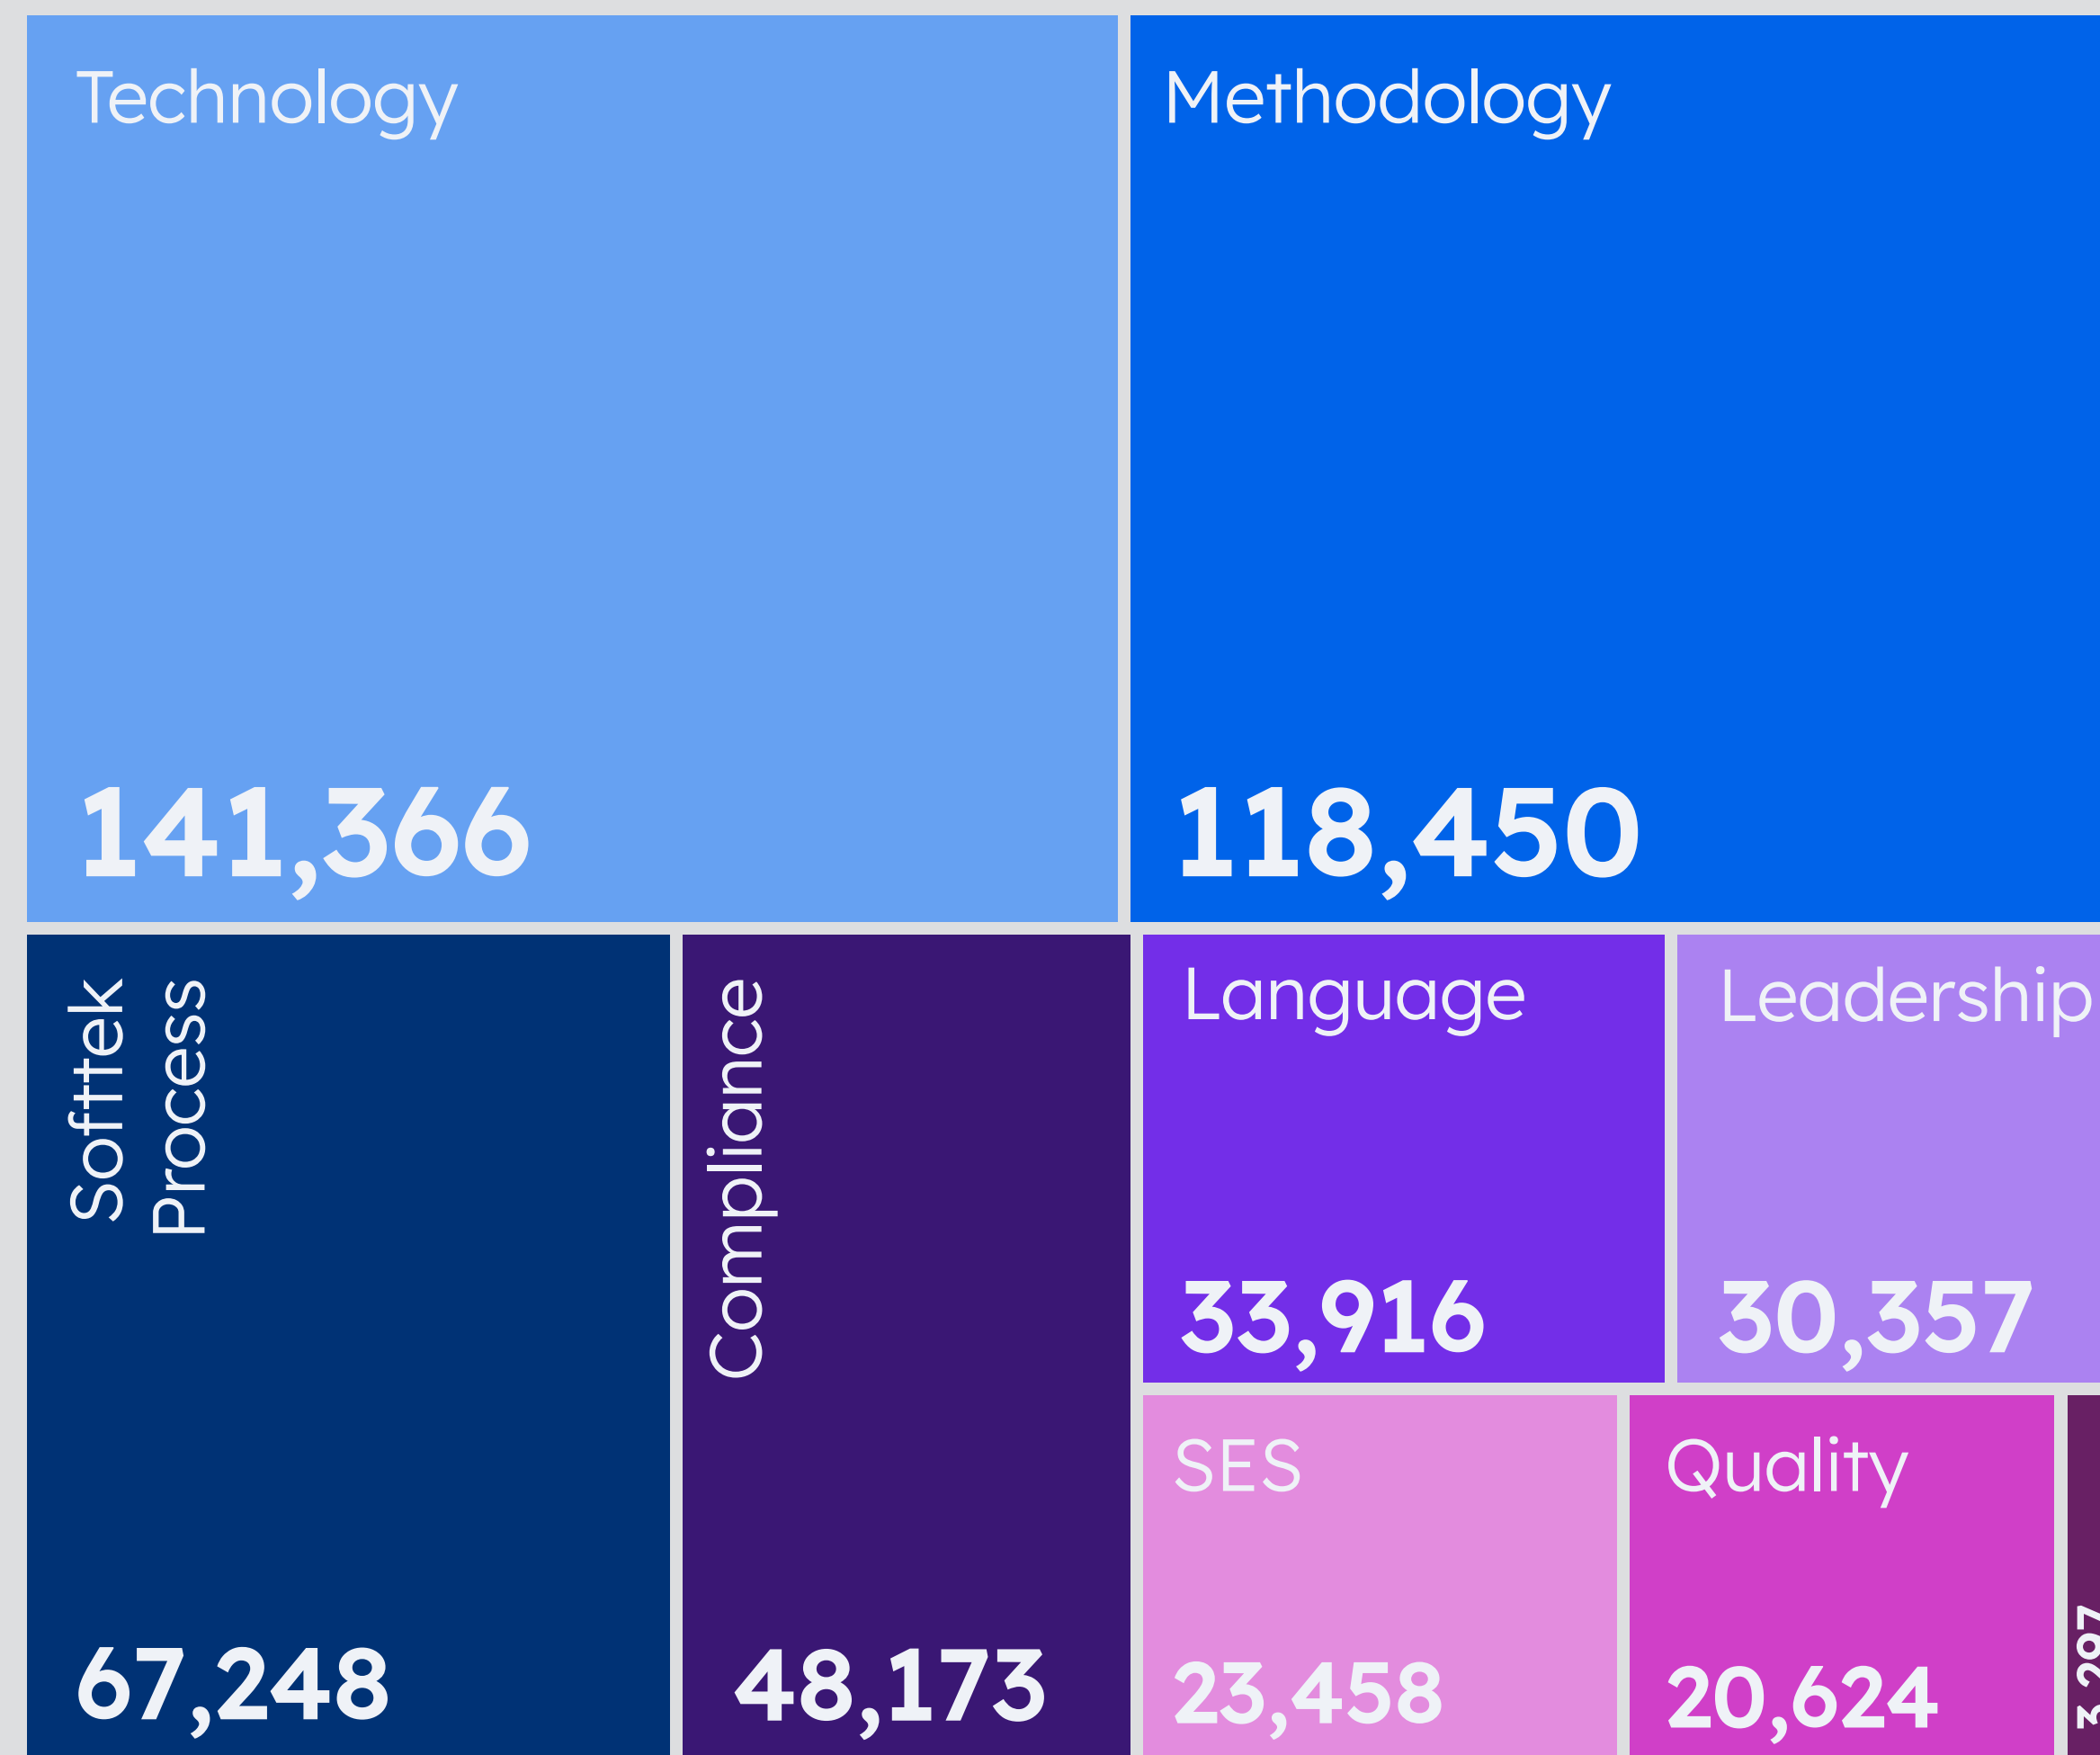 Technology
141,366
Methodology
118,450
Softtek
Process
67,248
Compliance
48,173
Language
33,916
Leadership
30,357
SES
23,458
Quality
20,624